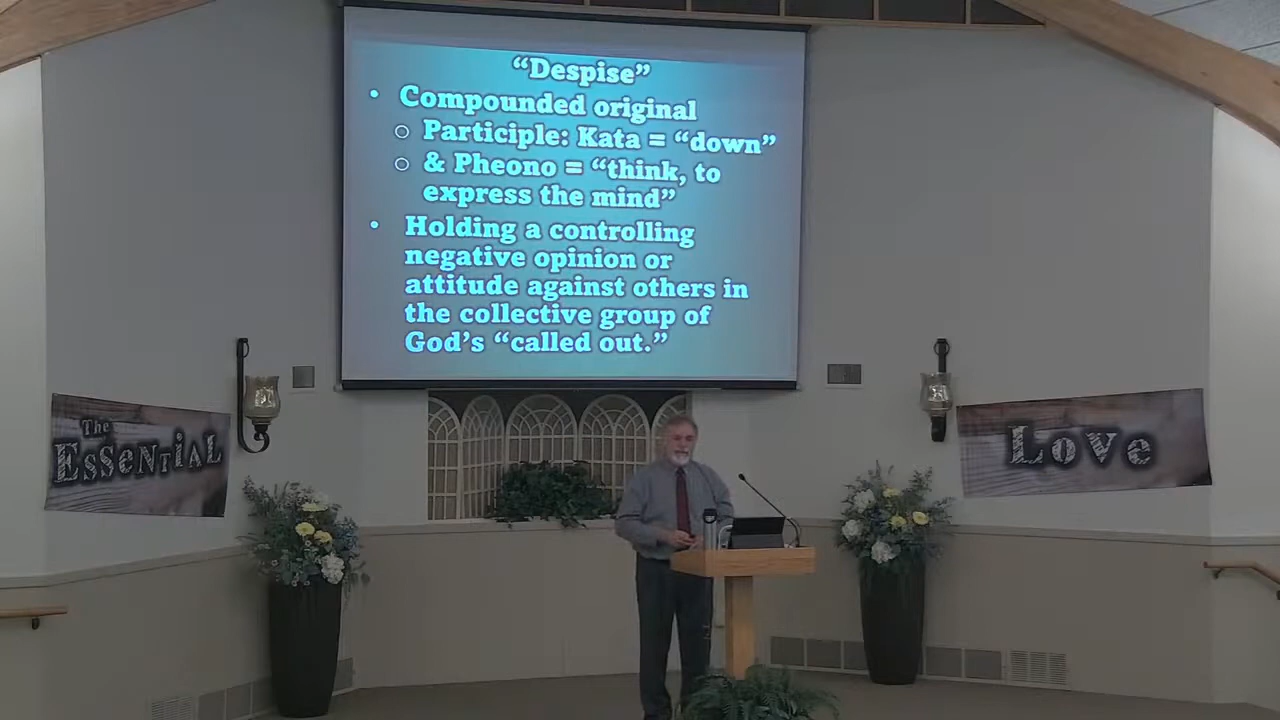 “Despise”
• Compounded original
○ Participle: Kata = “down”
○ & Pheono = “think, to
express the mind”
• Holding a controlling
negative opinion or
attitude against others in
the collective group of
God’s “called out.”
The
EsSeNTiAL
LoVe